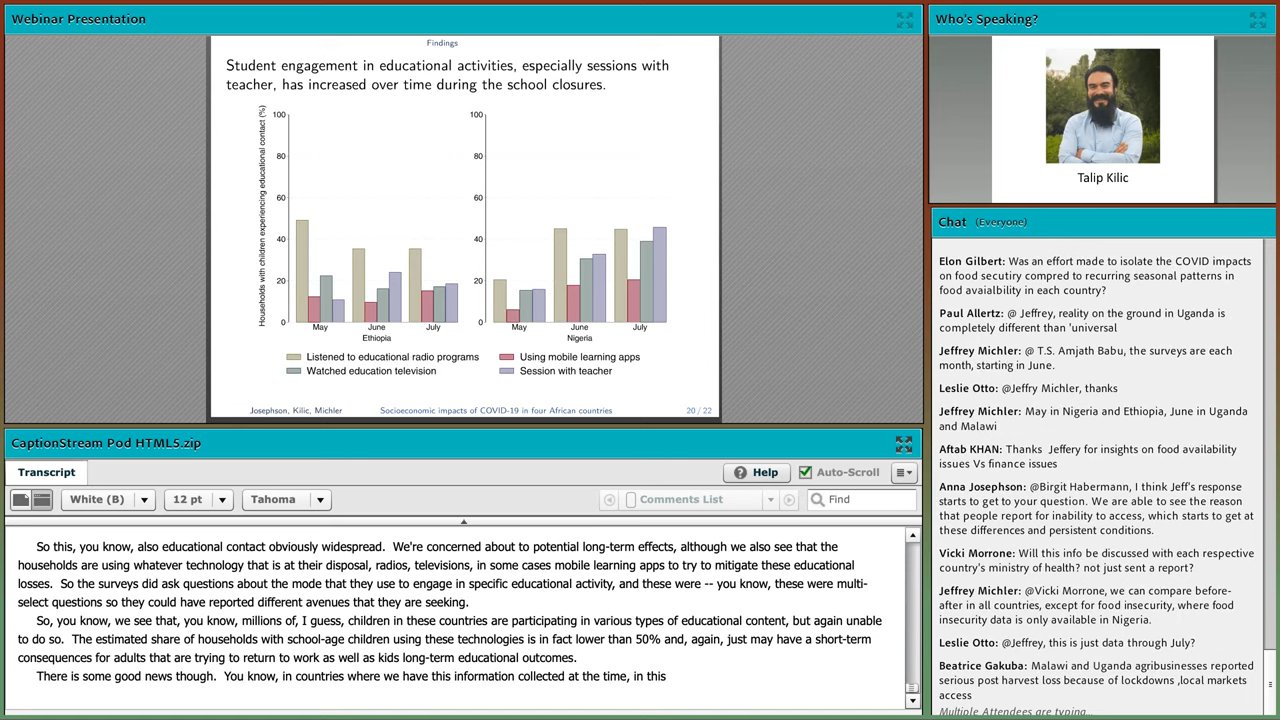 Webinar Presentation
Findings
Student engagement in educational activities, especially sessions with
teacher, has increased over time during the school closures.
Households with children experiencing educational contact (%)
100
80
60
40
20
0
May
June
July
Ethiopia
100
80
60
40
20
0
May
June
July
Nigeria
Listened to educational radio programs
Using mobile learning apps
Watched education television
Session with teacher
Josephson, Kilic, Michler
Socioeconomic impacts of COVID-19 in four African countries
20 / 22
Who's Speaking?
Talip Kilic
Chat (Everyone)
Elon Gilbert: Was an effort made to isolate the COVID impacts
on food secutiry compred to recurring seasonal patterns in
food avaialbility in each country?
Paul Allertz: @ Jeffrey, reality on the ground in Uganda is
completely different than 'universal
Jeffrey Michler: @ T.S. Amjath Babu, the surveys are each
month, starting in June.
Leslie Otto: @Jeffry Michler, thanks
Jeffrey Michler: May in Nigeria and Ethiopia, June in Uganda
and Malawi
Aftab KHAN: Thanks Jeffery for insights on food availability
issues Vs finance issues
Anna Josephson: @Birgit Habermann, I think Jeff's response
starts to get to your question. We are able to see the reason
that people report for inability to access, which starts to get at
these differences and persistent conditions.
Vicki Morrone: Will this info be discussed with each respective
country's ministry of health? not just sent a report?
Jeffrey Michler: @Vicki Morrone, we can compare before-
after in all countries, except for food insecurity, where food
insecurity data is only available in Nigeria.
Leslie Otto: @Jeffrey, this is just data through July?
Beatrice Gakuba: Malawi and Uganda agribusinesses reported
serious post harvest loss because of lockdowns ,local markets
access
Multiple Attendees are typing
CaptionStream Pod HTML5.zip
Transcript
Help
Auto-Scroll
White (B)
12 pt
Tahoma
Comments List
Find
So this, you know, also educational contact obviously widespread. We're concerned about to potential long-term effects, although we also see that the
households are using whatever technology that is at their disposal, radios, televisions, in some cases mobile learning apps to try to mitigate these educational
losses. So the surveys did ask questions about the mode that they use to engage in specific educational activity, and these were -- you know, these were multi-
select questions so they could have reported different avenues that they are seeking.
So, you know, we see that, you know, millions of, I guess, children in these countries are participating in various types of educational content, but again unable
to do so. The estimated share of households with school-age children using these technologies is in fact lower than 50% and, again, just may have a short-term
consequences for adults that are trying to return to work as well as kids long-term educational outcomes.
There is some good news though. You know, in countries where we have this information collected at the time, in this